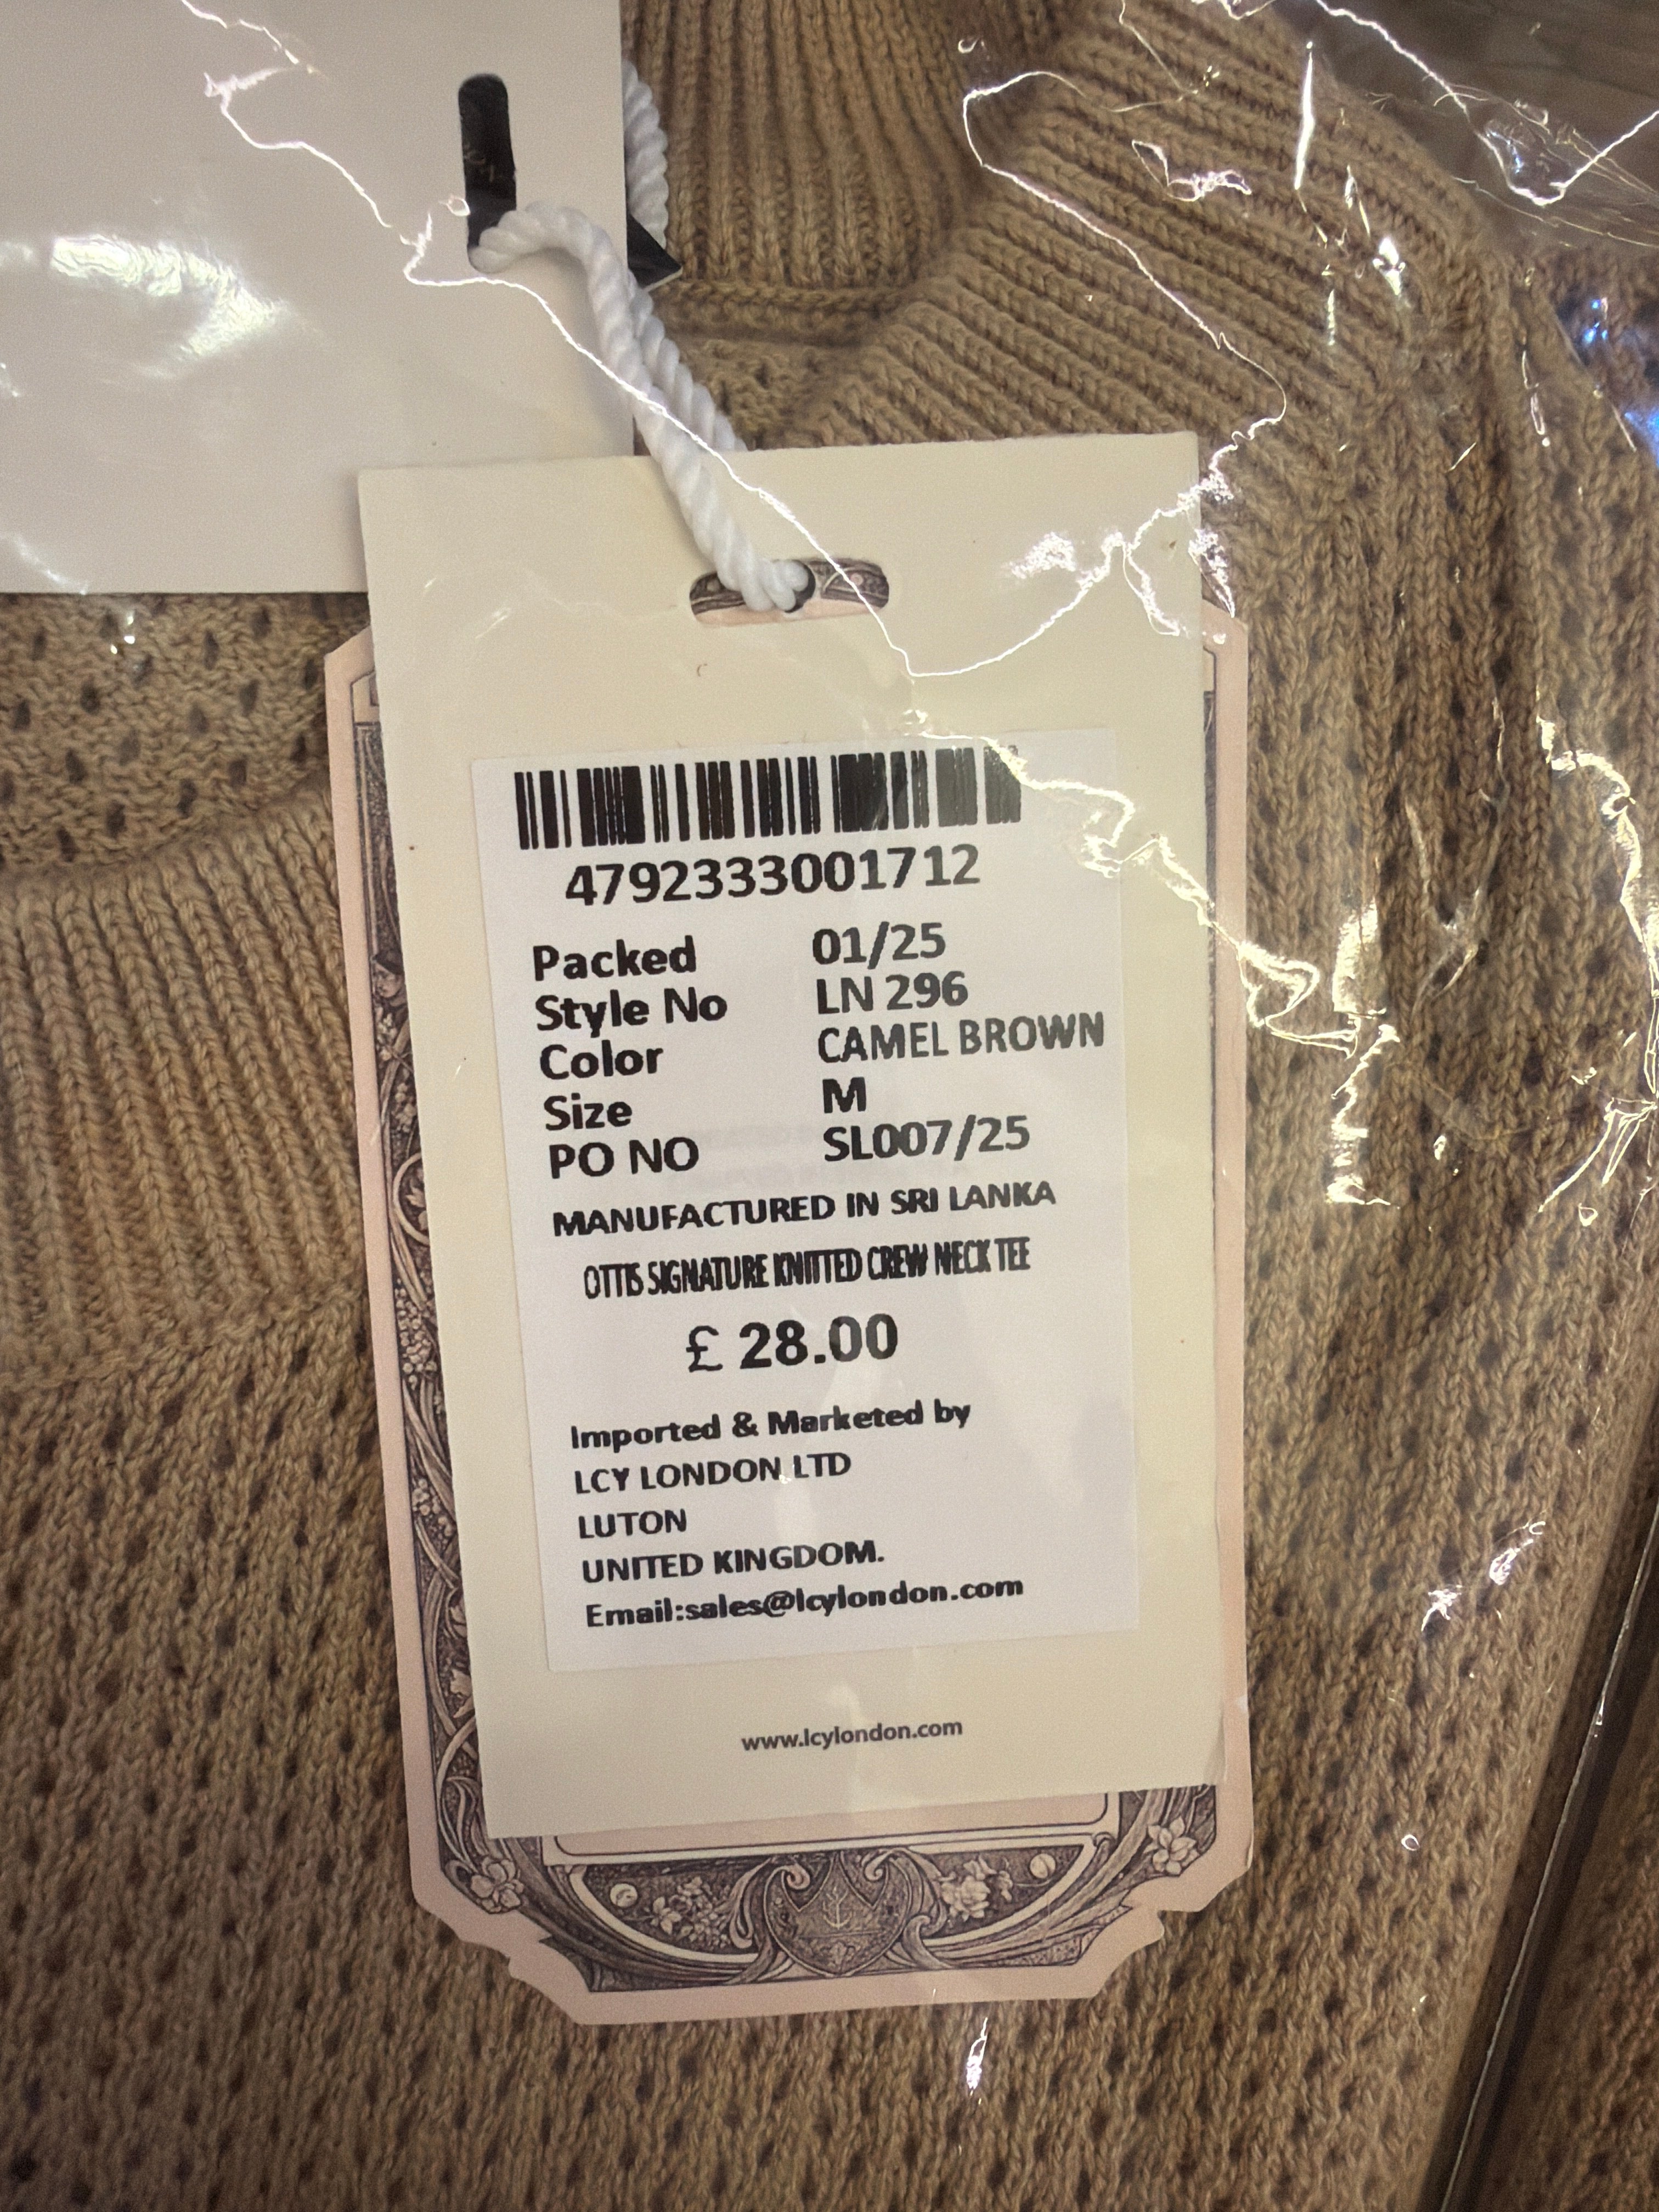 4792333001712
Packed 01/25
Style No LN 296
Color CAMEL BROWN
Size M
PO NO SL007/25
MANUFACTURED IN SRI LANKA
OTTIS SIGNATURE KNITTED CREW NECK TEE
£ 28.00
Imported & Marketed by
LCY LONDON LTD
LUTON
UNITED KINGDOM.
Email:sales@lcylondon.com
www.lcylondon.com